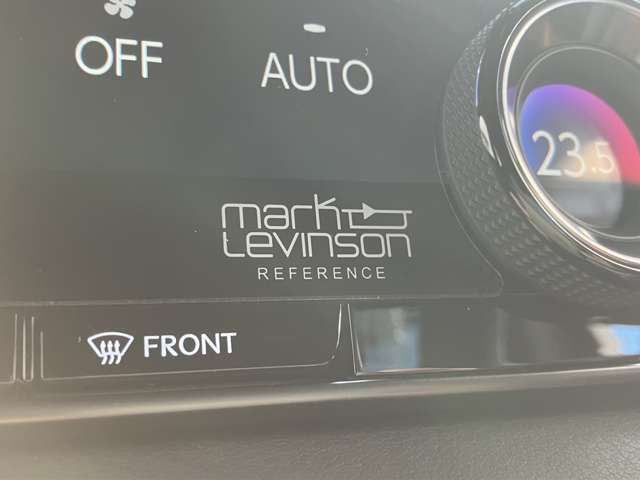 OFF
AUTO
23.5
mark
Levinson
REFERENCE
FRONT